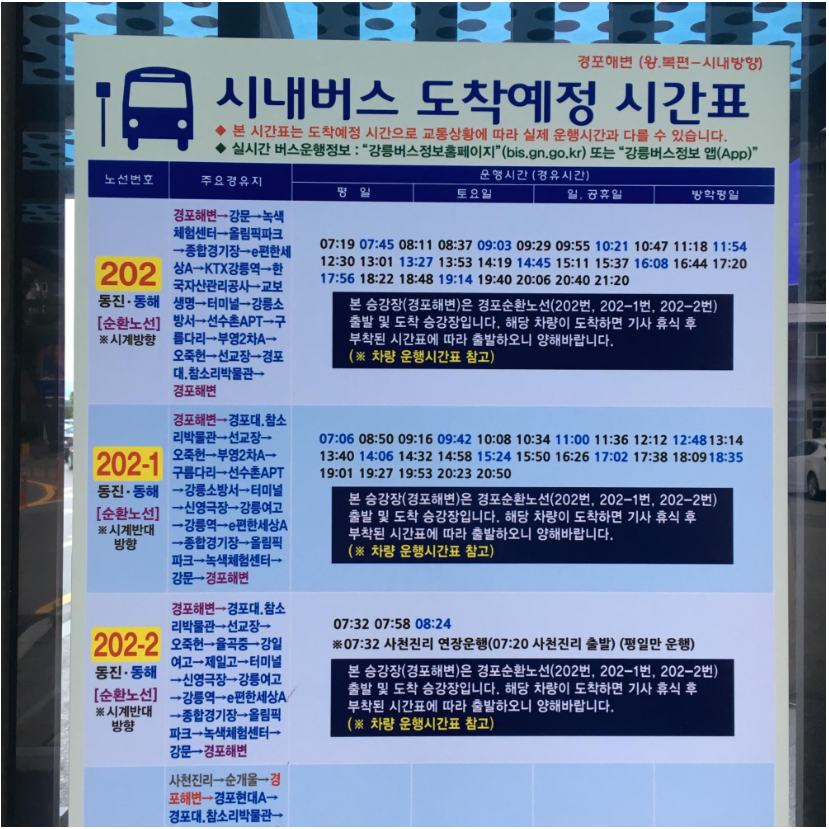 경포해변 (왕.복편-시내방향)
시내버스 도착예정 시간표
◆ 본 시간표는 도착예정 시간으로 교통상황에 따라 실제 운행시간과 다를 수 있습니다.
◆ 실시간 버스운행정보 : “강릉버스정보홈페이지”(bis.gn.go.kr) 또는 “강릉버스정보 앱(App)”
노선번호
주요경유지
운행시간 (경유시간)
평 일
토요일
일, 공휴일
방학평일
202
동진·동해
[순환노선]
※시계방향
경포해변→강문→녹색
체험센터→올림픽파크
→종합경기장→e편한세
상A→KTX강릉역→한
국자산관리공사→교보
생명→터미널→강릉소
방서→선수촌APT→구
름다리→부영2차A→
오죽헌→선교장→경포
대.참소리박물관→
경포해변
07:19 07:45 08:11 08:37 09:03 09:29 09:55 10:21 10:47 11:18 11:54
12:30 13:01 13:27 13:53 14:19 14:45 15:11 15:37 16:08 16:44 17:20
17:56 18:22 18:48 19:14 19:40 20:06 20:40 21:20
본 승강장(경포해변)은 경포순환노선(202번, 202-1번, 202-2번)
출발 및 도착 승강장입니다. 해당 차량이 도착하면 기사 휴식 후
부착된 시간표에 따라 출발하오니 양해바랍니다.
(※ 차량 운행시간표 참고)
202-1
동진·동해
[순환노선]
※시계반대
방향
경포해변→경포대.참소
리박물관→선교장→
오죽헌→부영2차A→
구름다리→선수촌APT
→강릉소방서→터미널
→신영극장→강릉여고
→강릉역→e편한세상A
→종합경기장→올림픽
파크→녹색체험센터→
강문→경포해변
07:06 08:50 09:16 09:42 10:08 10:34 11:00 11:36 12:12 12:48 13:14
13:40 14:06 14:32 14:58 15:24 15:50 16:26 17:02 17:38 18:09 18:35
19:01 19:27 19:53 20:23 20:50
본 승강장(경포해변)은 경포순환노선(202번, 202-1번, 202-2번)
출발 및 도착 승강장입니다. 해당 차량이 도착하면 기사 휴식 후
부착된 시간표에 따라 출발하오니 양해바랍니다.
(※ 차량 운행시간표 참고)
202-2
동진·동해
[순환노선]
※시계반대
방향
경포해변→경포대.참소
리박물관→선교장→
오죽헌→율곡중→강일
여고→제일고→터미널
→신영극장→강릉여고
→강릉역→e편한세상A
→종합경기장→올림픽
파크→녹색체험센터→
강문→경포해변
07:32 07:58 08:24
※07:32 사천진리 연장운행(07:20 사천진리 출발) (평일만 운행)
본 승강장(경포해변)은 경포순환노선(202번, 202-1번, 202-2번)
출발 및 도착 승강장입니다. 해당 차량이 도착하면 기사 휴식 후
부착된 시간표에 따라 출발하오니 양해바랍니다.
(※ 차량 운행시간표 참고)
사천진리→순개울→경
포해변→경포현대A→
경포대.참소리박물관→